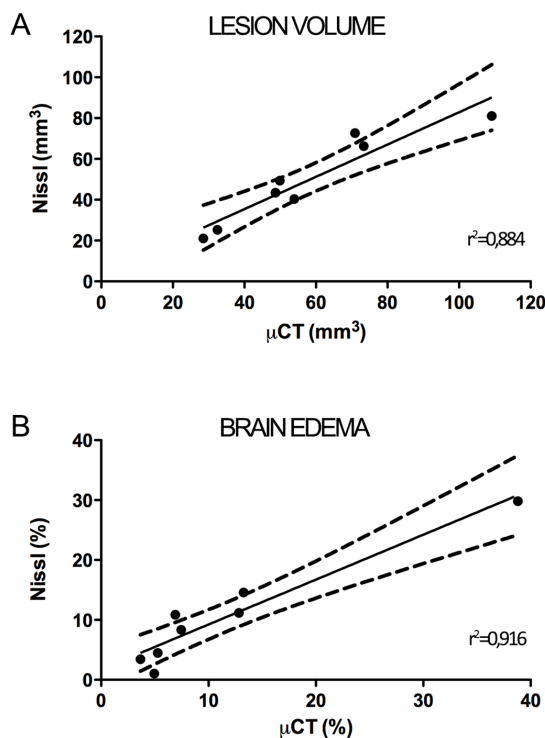 A
LESION VOLUME
Nissl (mm³)
120
100
80
60
40
20
0
r²=0,884
0 20 40 60 80 100 120
μCT (mm³)
B
BRAIN EDEMA
Nissl (%)
40
30
20
10
0
r²=0,916
0 10 20 30 40
μCT (%)